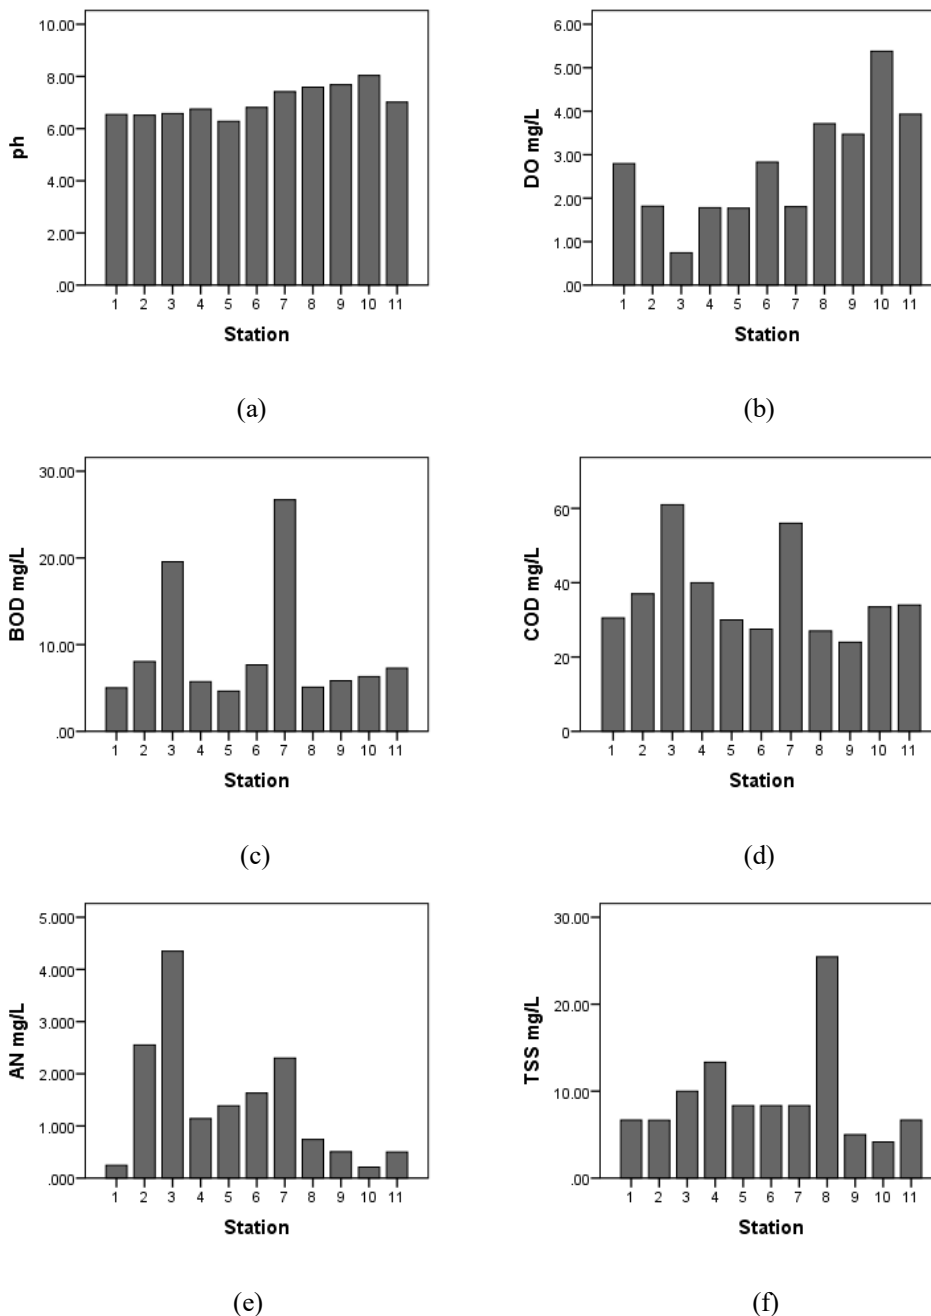 10.00
8.00
6.00
4.00
2.00
.00
ph
1 2 3 4 5 6 7 8 9 10 11
Station
(a)
6.00
5.00
4.00
3.00
2.00
1.00
.00
DO mg/L
1 2 3 4 5 6 7 8 9 10 11
Station
(b)
30.00
20.00
10.00
.00
BOD mg/L
1 2 3 4 5 6 7 8 9 10 11
Station
(c)
60
40
20
0
COD mg/L
1 2 3 4 5 6 7 8 9 10 11
Station
(d)
5.000
4.000
3.000
2.000
1.000
.000
AN mg/L
1 2 3 4 5 6 7 8 9 10 11
Station
(e)
30.00
20.00
10.00
.00
TSS mg/L
1 2 3 4 5 6 7 8 9 10 11
Station
(f)